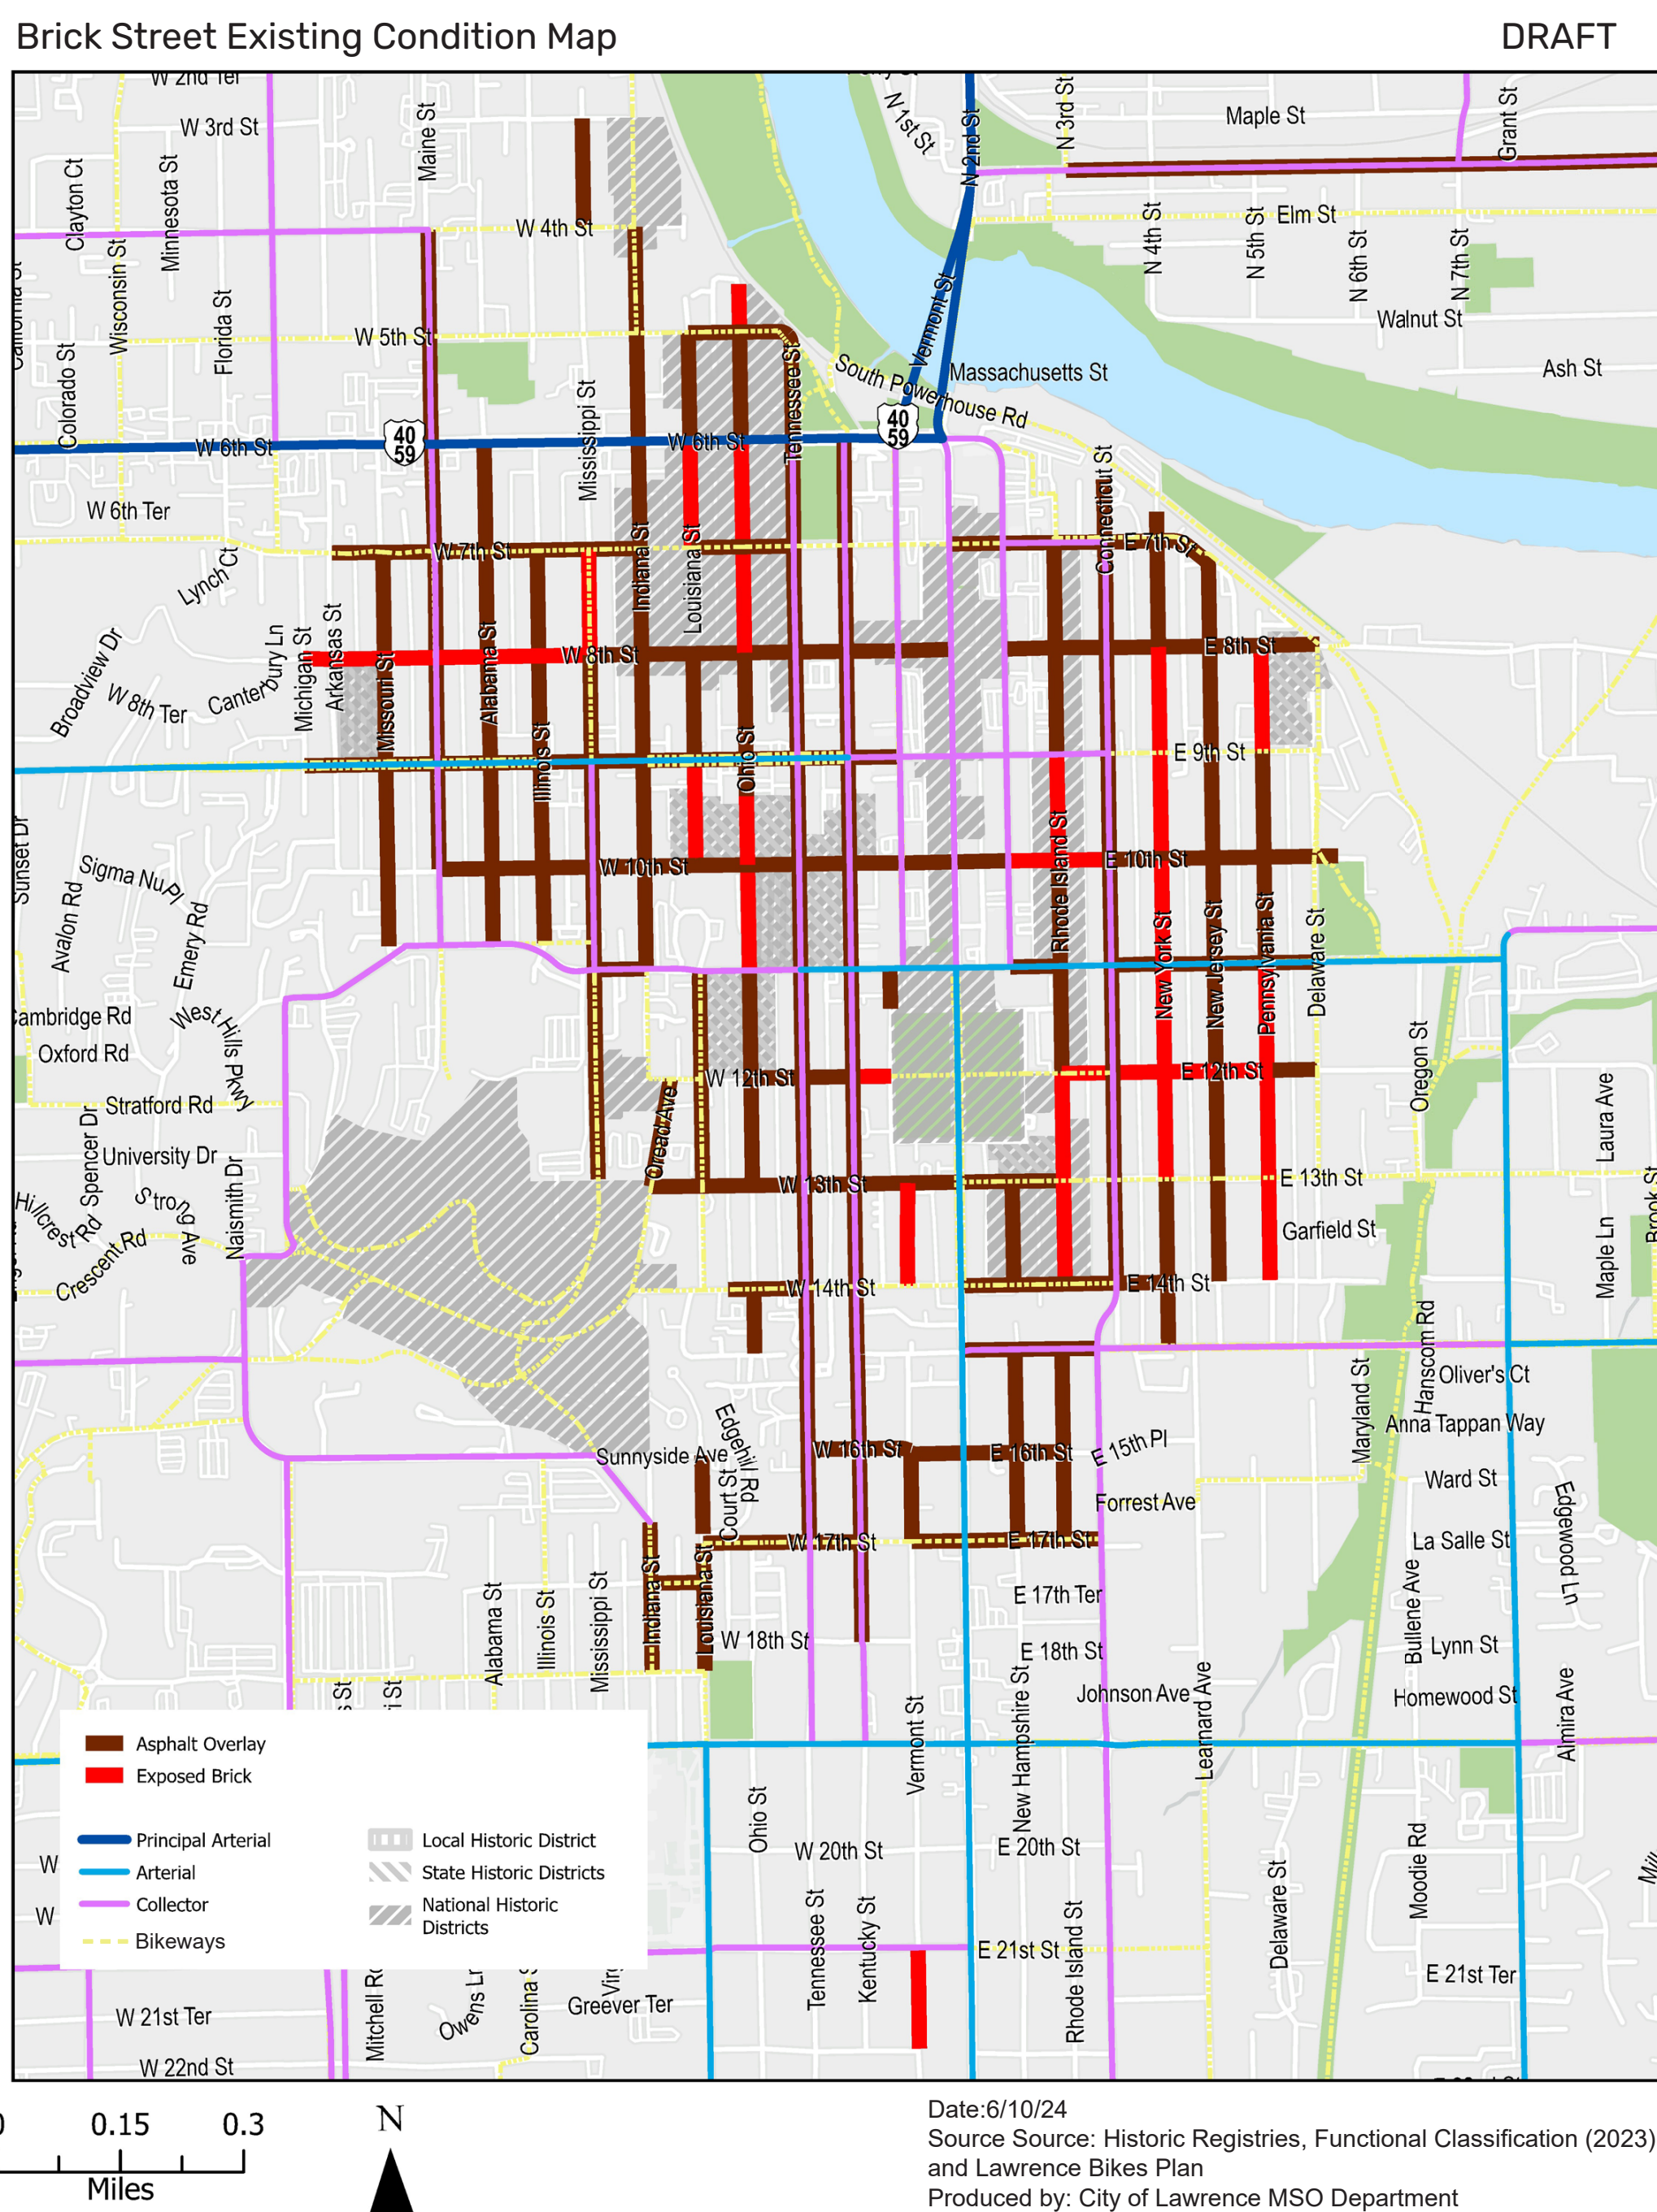 Brick Street Existing Condition Map
DRAFT
W 2nd Ter
W 3rd St
Clayton Ct
Minnesota St
Maine St
N 1st St
N 2nd St
N 3rd St
Maple St
Grant St
W 4th St
Elm St
N 4th St
N 5th St
N 6th St
N 7th St
Wisconsin St
Florida St
Colorado St
W 5th St
Vermont St
Walnut St
Massachusetts St
South Powerhouse Rd
Ash St
Tennessee St
Mississippi St
40
59
40
59
W 6th St
W 6th St
Connecticut St
W 6th Ter
W 7th St
E 7th St
Lynch Ct
Indiana St
Louisiana St
Broadview Dr
Canterbury Ln
Michigan St
Arkansas St
Missouri St
Alabama St
W 8th St
E 8th St
W 8th Ter
Illinois St
Ohio St
E 9th St
Sunset Dr
Sigma Nu Pl
W 10th St
Rhode Island St
E 10th St
Avalon Rd
Emery Rd
New York St
New Jersey St
Pennsylvania St
Delaware St
West Hills Pkwy
Oxford Rd
Oregon St
W 12th St
E 12th St
Stratford Rd
Oread Ave
Laura Ave
Spencer Dr
University Dr
Strong Ave
Naismith Dr
W 13th St
E 13th St
Hillcrest Rd
Crescent Rd
Garfield St
Maple Ln
Brook St
W 14th St
E 14th St
Hanscom Rd
Oliver's Ct
Maryland St
Anna Tappan Way
Edgehill Rd
Sunnyside Ave
W 16th St
E 16th St
E 15th Pl
Ward St
Court St
Forrest Ave
Edgewood Ln
W 17th St
E 17th St
La Salle St
Indiana St
Louisiana St
Alabama St
Illinois St
Mississippi St
E 17th Ter
Bullene Ave
W 18th St
E 18th St
Lynn St
Johnson Ave
Homewood St
Vermont St
New Hampshire St
Learnard Ave
Almira Ave
Asphalt Overlay
Exposed Brick
Principal Arterial
Arterial
Collector
Bikeways
Local Historic District
State Historic Districts
National Historic
Districts
Ohio St
W 20th St
E 20th St
Moodie Rd
Tennessee St
Kentucky St
Rhode Island St
Delaware St
E 21st St
E 21st Ter
W 21st Ter
Mitchell Rd
Owens Ln
Greever Ter
W 22nd St
0.15
0.3
Miles
N
Date:6/10/24
Source Source: Historic Registries, Functional Classification (2023)
and Lawrence Bikes Plan
Produced by: City of Lawrence MSO Department